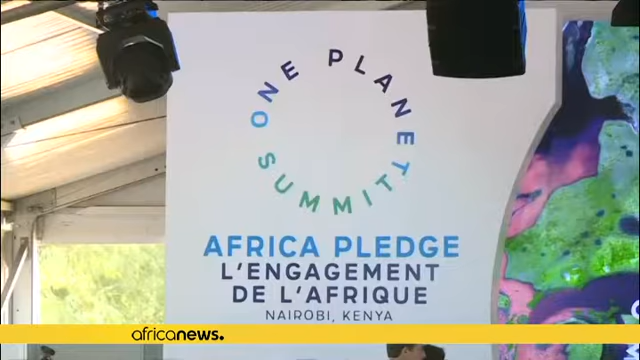 ONE PLANET SUMMIT
AFRICA PLEDGE
L'ENGAGEMENT
DE L'AFRIQUE
NAIROBI, KENYA
africanews.